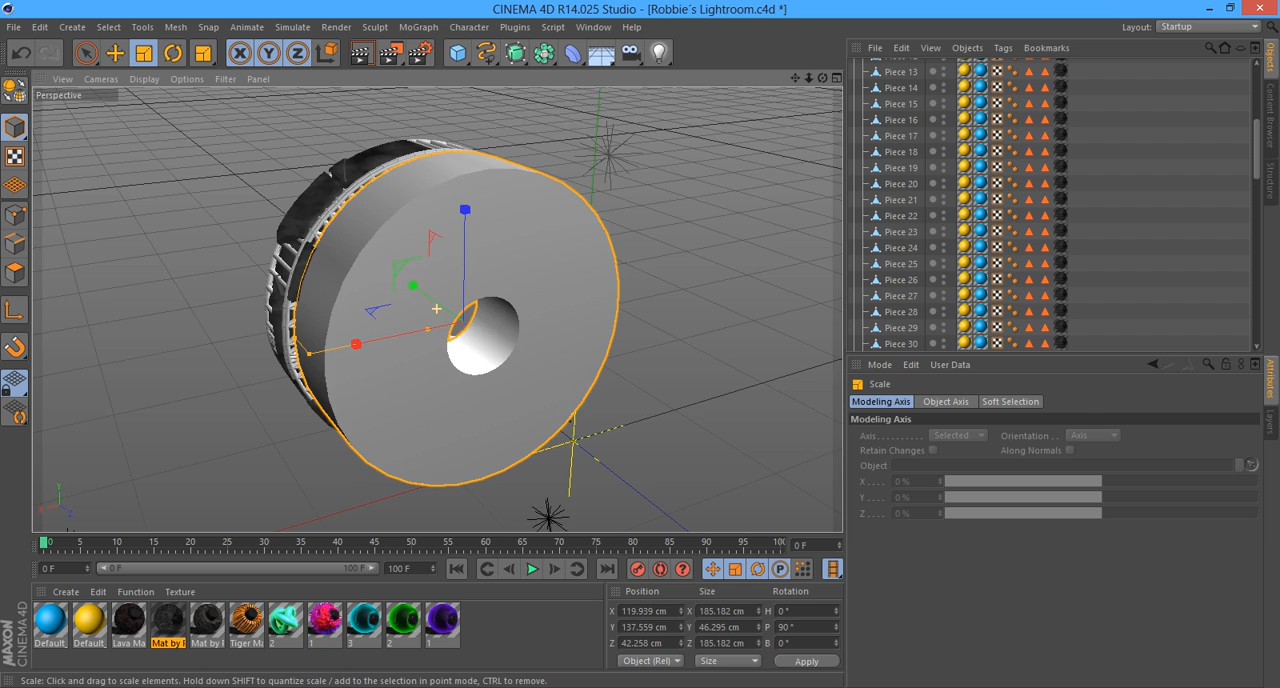 CINEMA 4D R14.025 Studio - [Robbie´s Lightroom.c4d *]
File Edit Create Select Tools Mesh Snap Animate Simulate Render Sculpt MoGraph Character Plugins Script Window Help
Layout: Startup
File Edit View Objects Tags Bookmarks
View Cameras Display Options Filter Panel
Perspective
Piece 13
Piece 14
Piece 15
Piece 16
Piece 17
Piece 18
Piece 19
Piece 20
Piece 21
Piece 22
Piece 23
Piece 24
Piece 25
Piece 26
Piece 27
Piece 28
Piece 29
Piece 30
Objects
Content Browser
Structure
Mode Edit User Data
Scale
Modeling Axis Object Axis Soft Selection
Modeling Axis
Axis.......... Selected Orientation .. Axis
Retain Changes Along Normals
Object
X .... 0 %
Y .... 0 %
Z .... 0 %
Attributes
Layers
Y
X
Z
0 5 10 15 20 25 30 35 40 45 50 55 60 65 70 75 80 85 90 95 10 0 F
0 F 0 F 100 F 100 F
Create Edit Function Texture
Default_ Default_ Lava Ma Mat by F Mat by F Tiger Ma 2 1 3 2 1
Position Size Rotation
X 119.939 cm X 185.182 cm H 0 °
Y 137.559 cm Y 46.295 cm P 90 °
Z 42.258 cm Z 185.182 cm B 0 °
Object (Rel) Size Apply
MAXON CINEMA4D
Scale: Click and drag to scale elements. Hold down SHIFT to quantize scale / add to the selection in point mode, CTRL to remove.